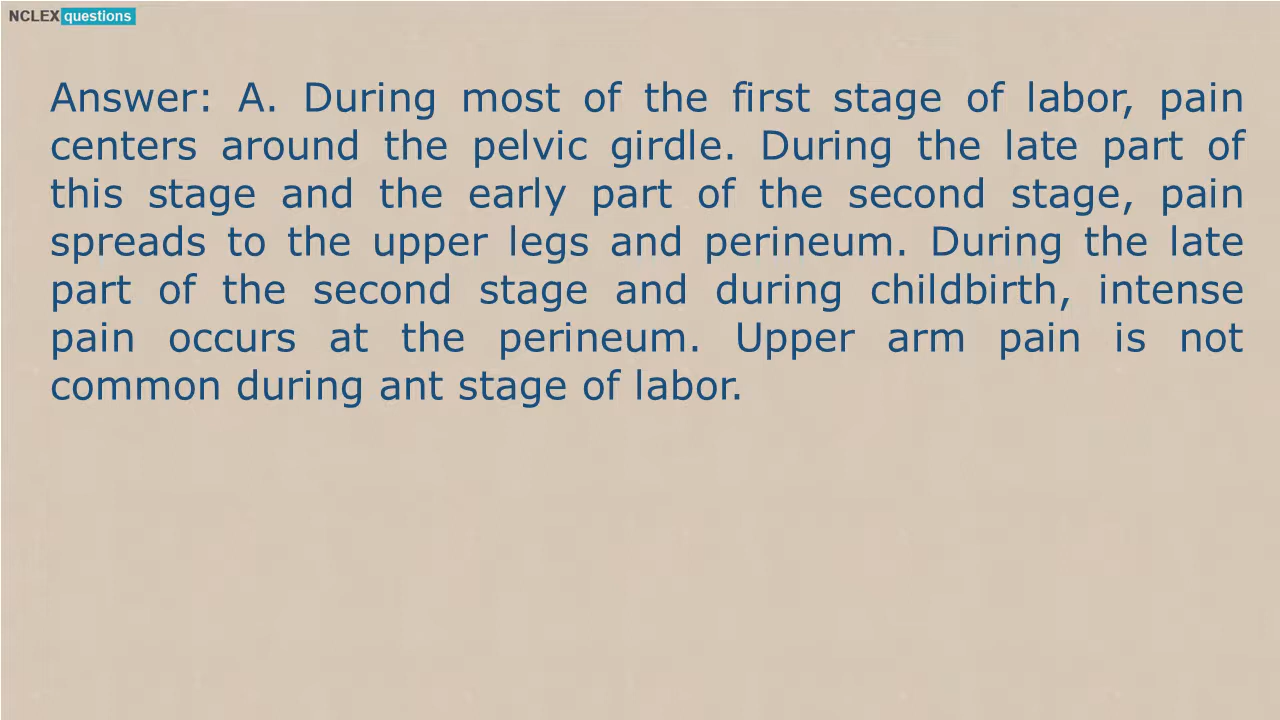 NCLEX questions
Answer: A. During most of the first stage of labor, pain
centers around the pelvic girdle. During the late part of
this stage and the early part of the second stage, pain
spreads to the upper legs and perineum. During the late
part of the second stage and during childbirth, intense
pain occurs at the perineum. Upper arm pain is not
common during ant stage of labor.